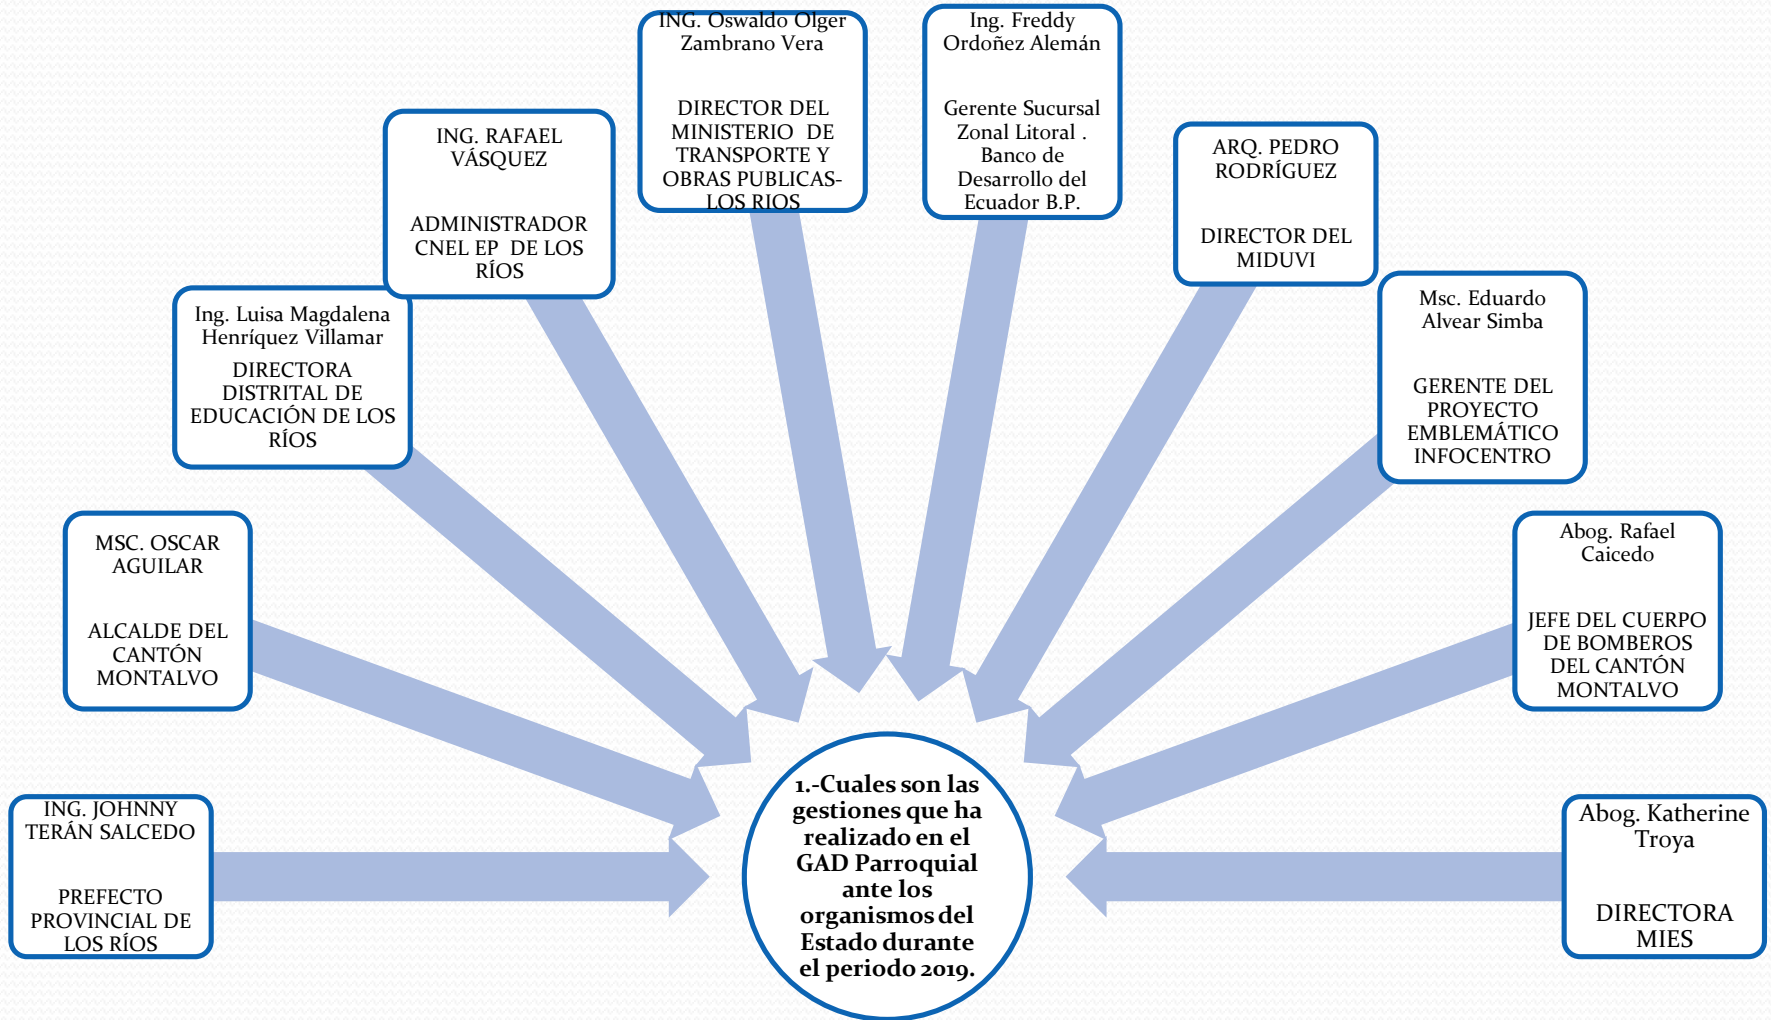 ING. JOHNNY
TERÁN SALCEDO
PREFECTO
PROVINCIAL DE
LOS RÍOS
MSC. OSCAR
AGUILAR
ALCALDE DEL
CANTÓN
MONTALVO
Ing. Luisa Magdalena
Henríquez Villamar
DIRECTORA
DISTRITAL DE
EDUCACIÓN DE LOS
RÍOS
ING. RAFAEL
VÁSQUEZ
ADMINISTRADOR
CNEL EP DE LOS
RÍOS
ING. Oswaldo Olger
Zambrano Vera
DIRECTOR DEL
MINISTERIO DE
TRANSPORTE Y
OBRAS PUBLICAS-
LOS RIOS
Ing. Freddy
Ordoñez Alemán
Gerente Sucursal
Zonal Litoral .
Banco de
Desarrollo del
Ecuador B.P.
ARQ. PEDRO
RODRÍGUEZ
DIRECTOR DEL
MIDUVI
Msc. Eduardo
Alvear Simba
GERENTE DEL
PROYECTO
EMBLEMÁTICO
INFOCENTRO
Abog. Rafael
Caicedo
JEFE DEL CUERPO
DE BOMBEROS
DEL CANTÓN
MONTALVO
Abog. Katherine
Troya
DIRECTORA
MIES
1.-Cuales son las
gestiones que ha
realizado en el
GAD Parroquial
ante los
organismos del
Estado durante
el periodo 2019.